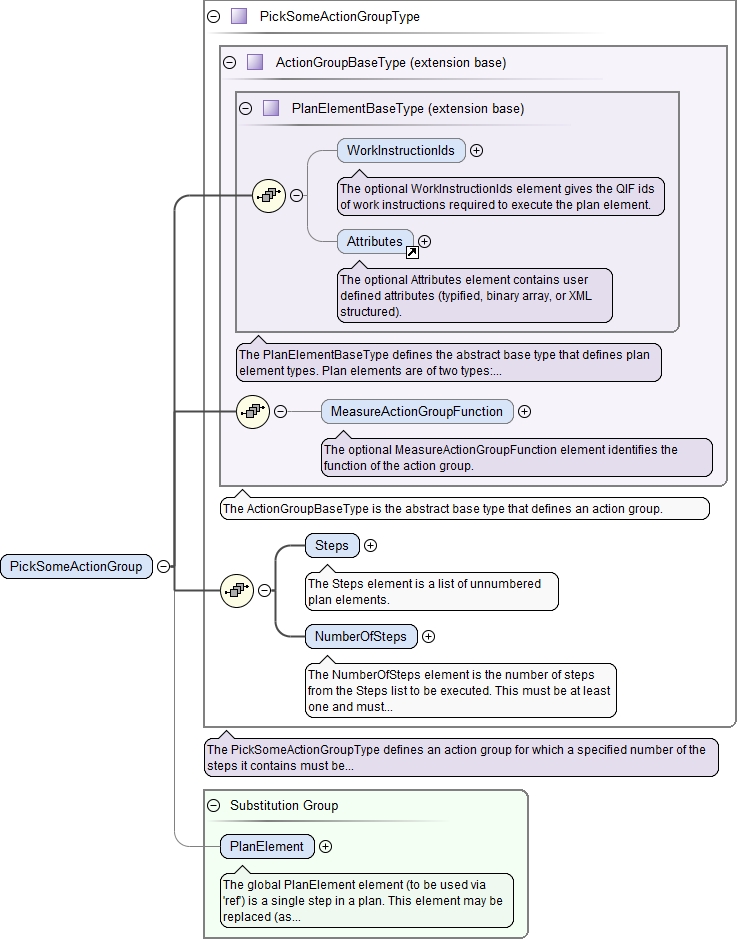 PickSomeActionGroupType
ActionGroupBaseType (extension base)
PlanElementBaseType (extension base)
WorkInstructionIds
The optional WorkInstructionIds element gives the QIF ids
of work instructions required to execute the plan element.
Attributes
The optional Attributes element contains user
defined attributes (typified, binary array, or XML
structured).
The PlanElementBaseType defines the abstract base type that defines plan
element types. Plan elements are of two types:...
MeasureActionGroupFunction
The optional MeasureActionGroupFunction element identifies the
function of the action group.
The ActionGroupBaseType is the abstract base type that defines an action group.
Steps
The Steps element is a list of unnumbered
plan elements.
PickSomeActionGroup
NumberOfSteps
The NumberOfSteps element is the number of steps
from the Steps list to be executed. This must be at least
one and must...
The PickSomeActionGroupType defines an action group for which a specified number of the
steps it contains must be...
Substitution Group
PlanElement
The global PlanElement element (to be used via
'ref') is a single step in a plan. This element may be
replaced (as...